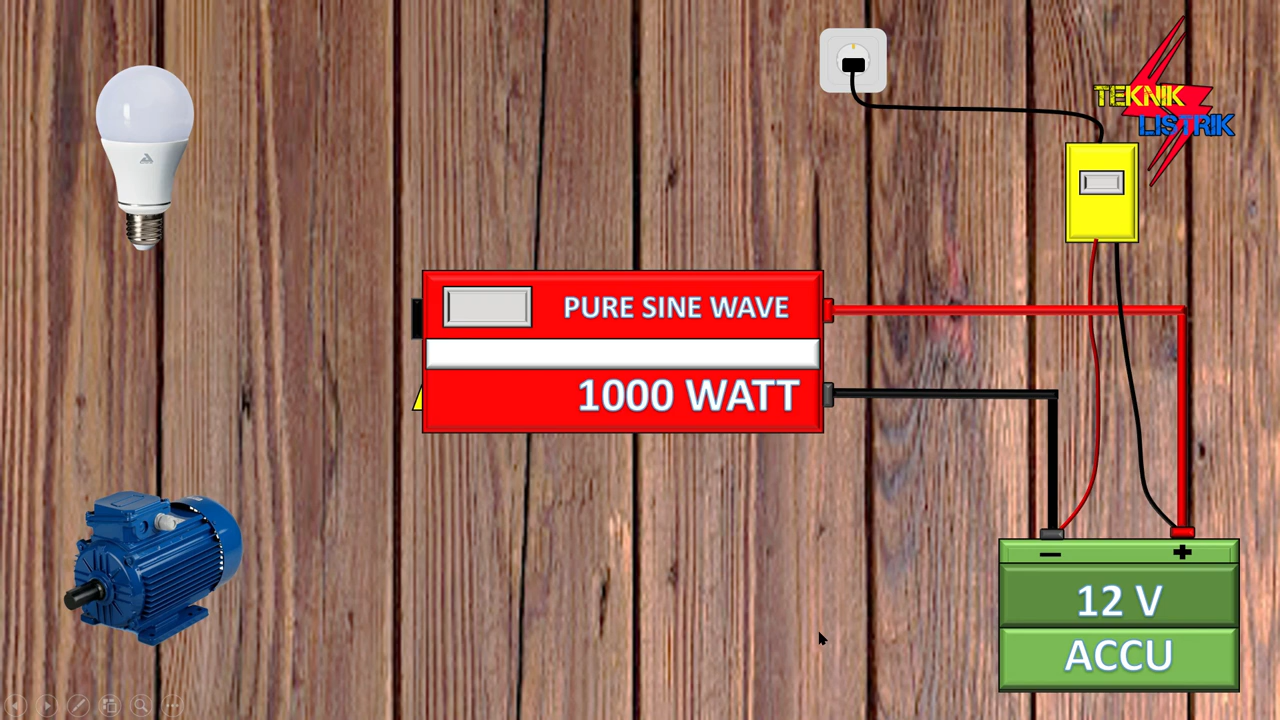 TEKNIK
LISTRIK
PURE SINE WAVE
1000 WATT
12 V
ACCU